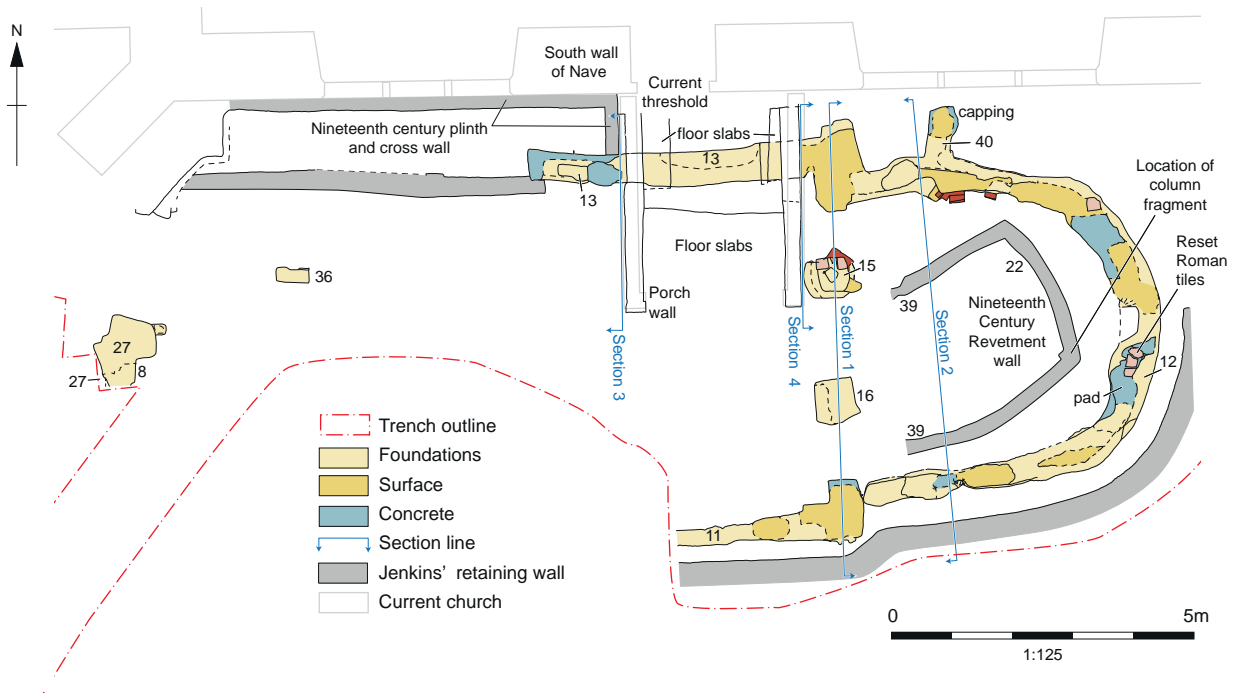 N
South wall
of Nave
Current
threshold
floor slabs
Nineteenth century plinth
and cross wall
capping
40
13
13
Location of
column
fragment
Reset
Roman
tiles
Floor slabs
15
22
36
39
Porch
wall
Nineteenth
Century
Revetment
wall
Section 3
Section 4
Section 1
Section 2
27
27
8
12
pad
16
39
11
Trench outline
Foundations
Surface
Concrete
Section line
Jenkins' retaining wall
Current church
0
5m
1:125